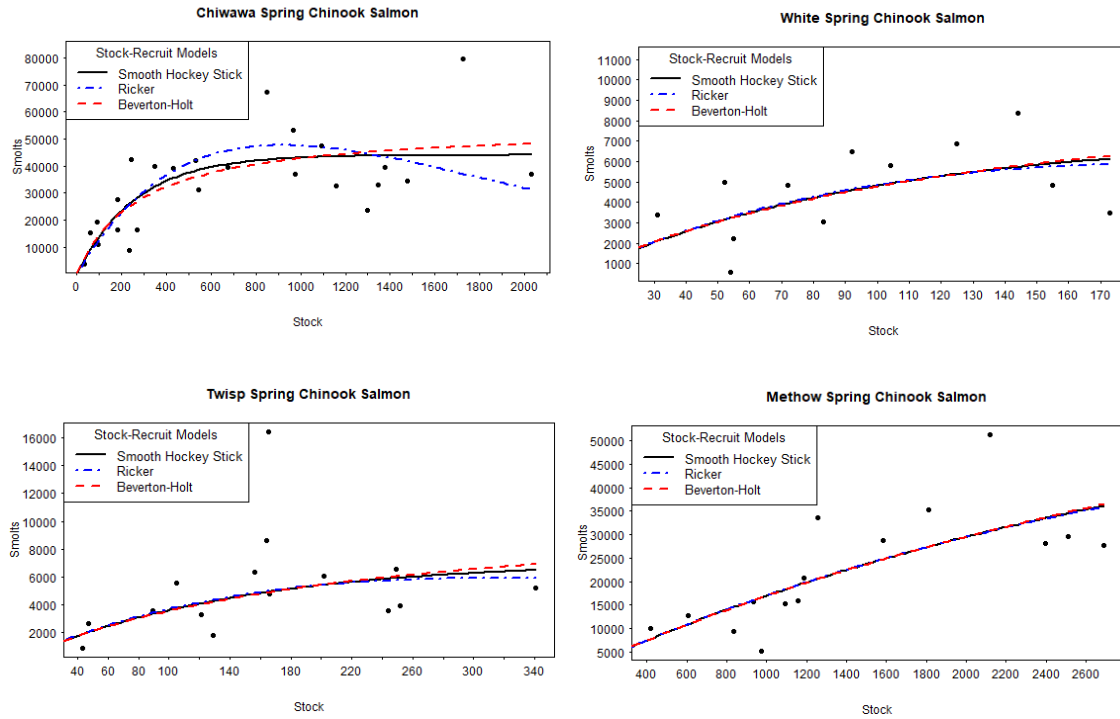 Chiwawa Spring Chinook Salmon
Stock-Recruit Models
Smooth Hockey Stick
Ricker
Beverton-Holt
Smolts
80000
70000
60000
50000
40000
30000
20000
10000
0 200 400 600 800 1000 1200 1400 1600 1800 2000
Stock
White Spring Chinook Salmon
Stock-Recruit Models
Smooth Hockey Stick
Ricker
Beverton-Holt
Smolts
11000
10000
9000
8000
7000
6000
5000
4000
3000
2000
1000
30 40 50 60 70 80 90 100 110 120 130 140 150 160 170
Stock
Twisp Spring Chinook Salmon
Stock-Recruit Models
Smooth Hockey Stick
Ricker
Beverton-Holt
Smolts
16000
14000
12000
10000
8000
6000
4000
2000
40 60 80 100 140 180 220 260 300 340
Stock
Methow Spring Chinook Salmon
Stock-Recruit Models
Smooth Hockey Stick
Ricker
Beverton-Holt
Smolts
50000
45000
40000
35000
30000
25000
20000
15000
10000
5000
400 600 800 1000 1200 1400 1600 1800 2000 2200 2400 2600
Stock